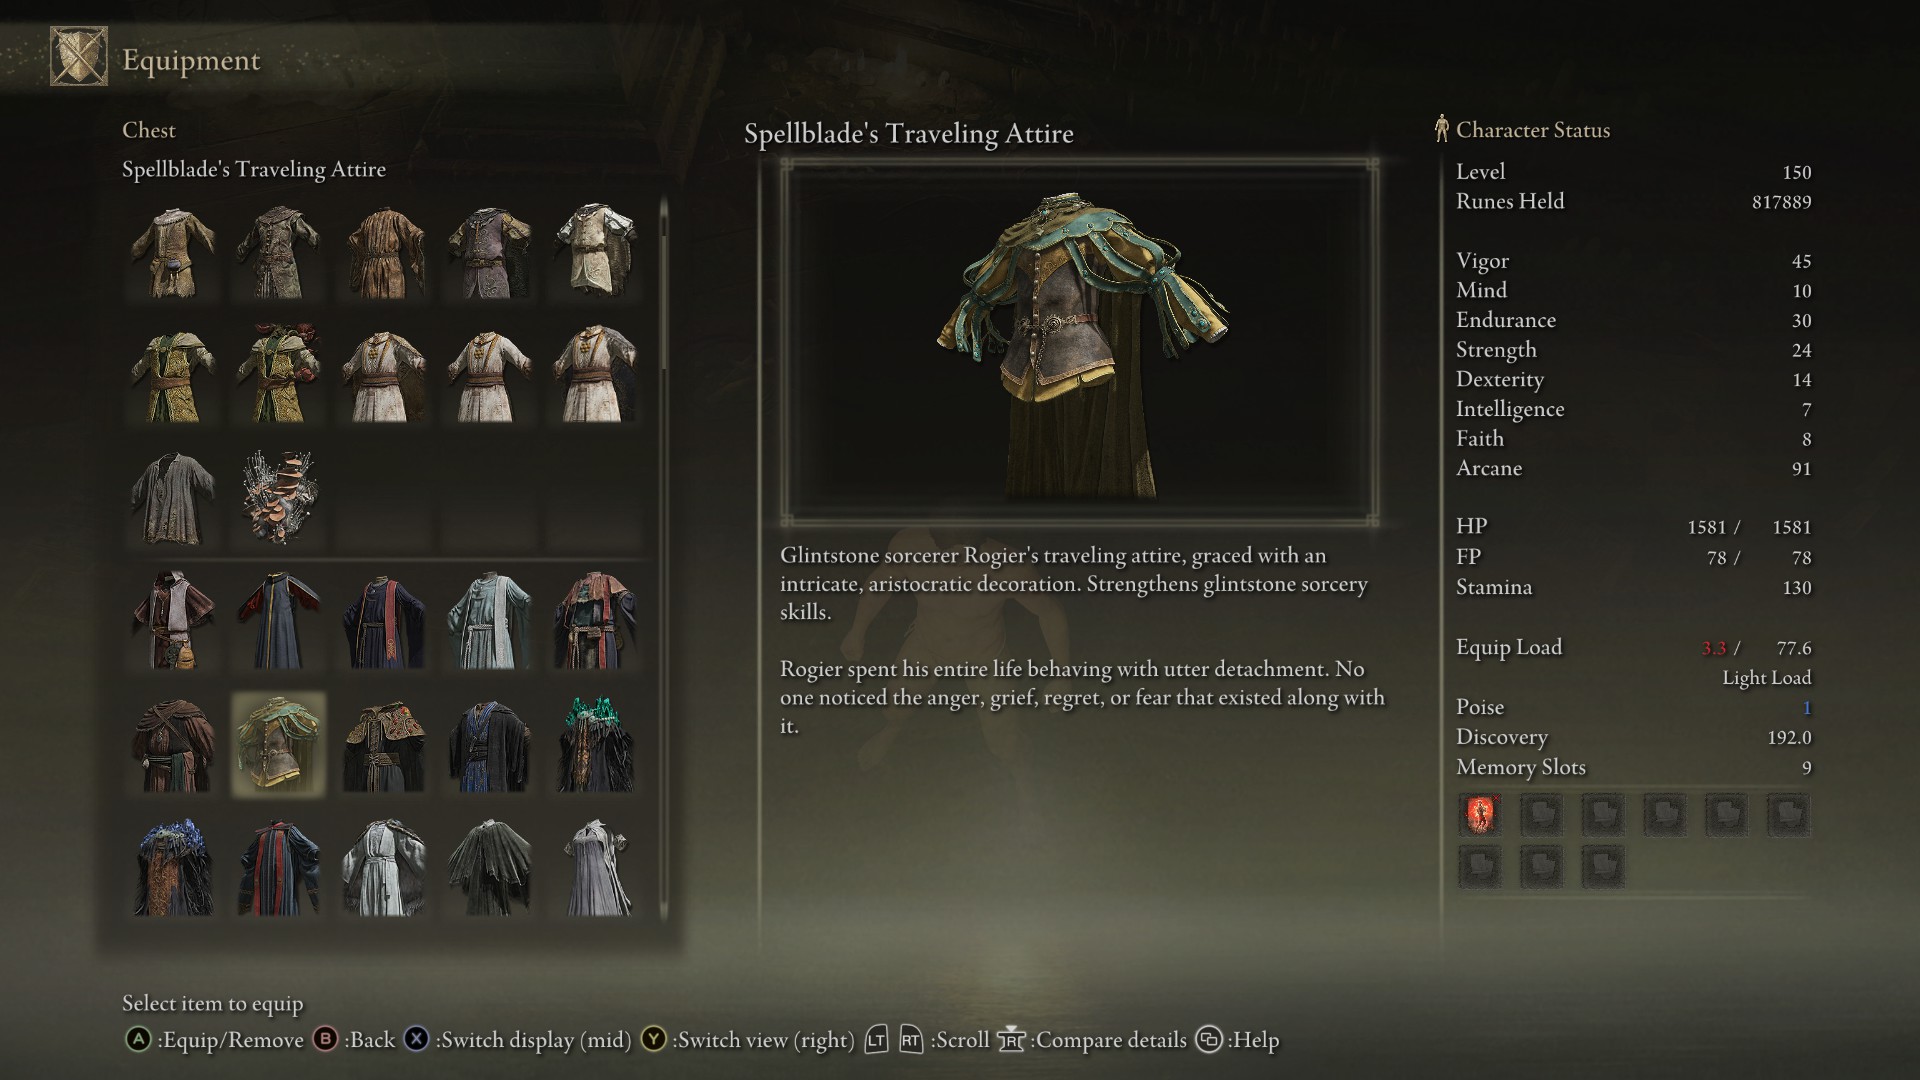 Equipment
Chest
Spellblade's Traveling Attire
Spellblade's Traveling Attire
Glintstone sorcerer Rogier's traveling attire, graced with an
intricate, aristocratic decoration. Strengthens glintstone sorcery
skills.
Rogier spent his entire life behaving with utter detachment. No
one noticed the anger, grief, regret, or fear that existed along with
it.
Character Status
Level 150
Runes Held 817889
Vigor 45
Mind 10
Endurance 30
Strength 24
Dexterity 14
Intelligence 7
Faith 8
Arcane 91
HP 1581 / 1581
FP 78 / 78
Stamina 130
Equip Load 3.3 / 77.6
Light Load
Poise 1
Discovery 192.0
Memory Slots 9
Select item to equip
A :Equip/Remove B :Back X :Switch display (mid) Y :Switch view (right) LT RT :Scroll R :Compare details :Help